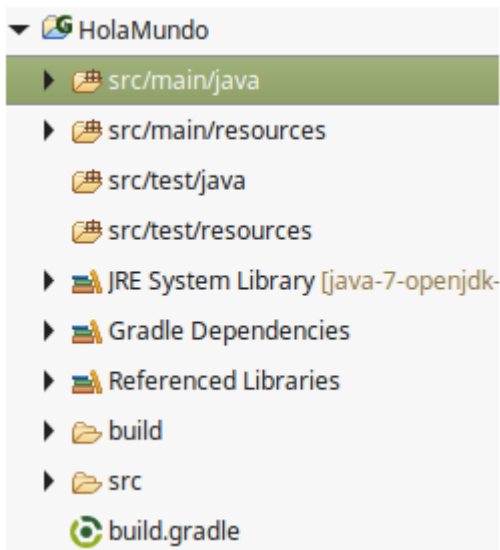 HolaMundo
src/main/java
src/main/resources
src/test/java
src/test/resources
JRE System Library [java-7-openjdk-
Gradle Dependencies
Referenced Libraries
build
src
build.gradle